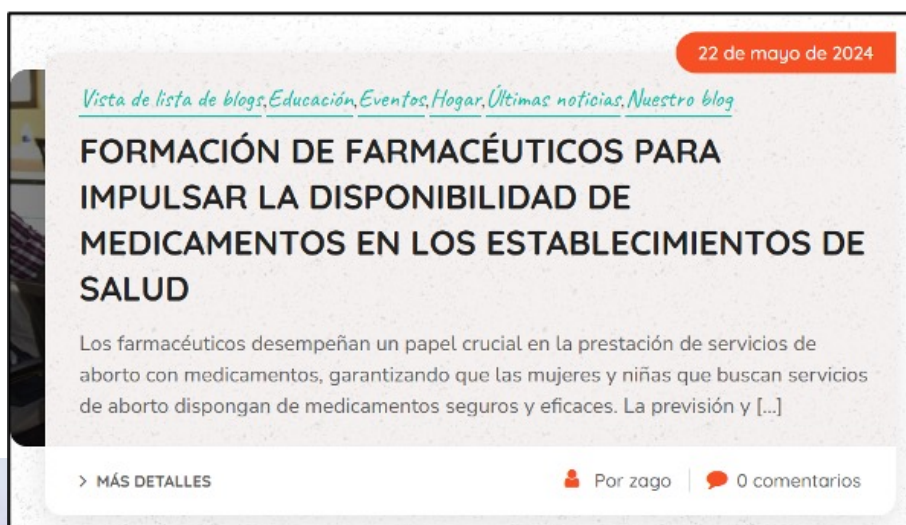 22 de mayo de 2024
Vista de lista de blogs,Educación,Eventos,Hogar,Últimas noticias,Nuestro blog
FORMACIÓN DE FARMACÉUTICOS PARA
IMPULSAR LA DISPONIBILIDAD DE
MEDICAMENTOS EN LOS ESTABLECIMIENTOS DE
SALUD
Los farmacéuticos desempeñan un papel crucial en la prestación de servicios de
aborto con medicamentos, garantizando que las mujeres y niñas que buscan servicios
de aborto dispongan de medicamentos seguros y eficaces. La previsión y [...]
> MÁS DETALLES
Por zago
0 comentarios